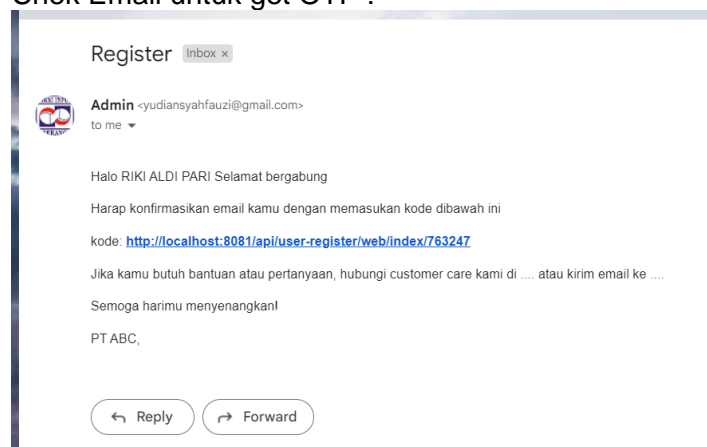 Register Inbox ×
Admin <yudiansyahfauzi@gmail.com>
to me
Halo RIKI ALDI PARI Selamat bergabung
Harap konfirmasikan email kamu dengan memasukan kode dibawah ini
kode: http://localhost:8081/api/user-register/web/index/763247
Jika kamu butuh bantuan atau pertanyaan, hubungi customer care kami di .... atau kirim email ke ....
Semoga harimu menyenangkan!
PT ABC,
Reply Forward